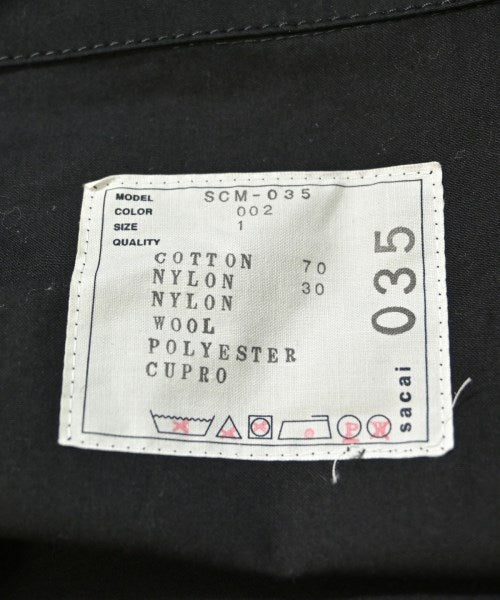 MODEL SCM-035
COLOR 002
SIZE 1
QUALITY
COTTON 70
NYLON 30
NYLON
WOOL
POLYESTER
CUPRO
P W
sacai 035